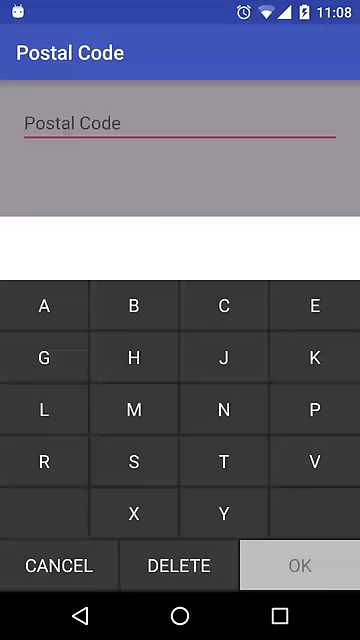 11:08
Postal Code
Postal Code
A B C E
G H J K
L M N P
R S T V
X Y
CANCEL DELETE OK